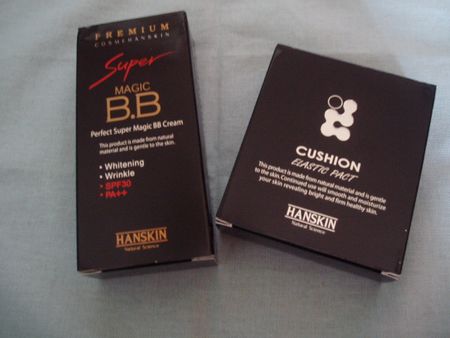 PREMIUM
COSMEHANSKIN
Super
MAGIC
B.B
Perfect Super Magic BB Cream
This product is made from natural
material and is gentle to the skin.
• Whitening
• Wrinkle
• SPF30
• PA++
HANSKIN
Natural Science
CUSHION
ELASTIC PACT
This product is made from natural material and is gentle
to the skin. Continued use will smooth and moisturize
your skin revealing bright and firm healthy skin.
HANSKIN
Natural Science